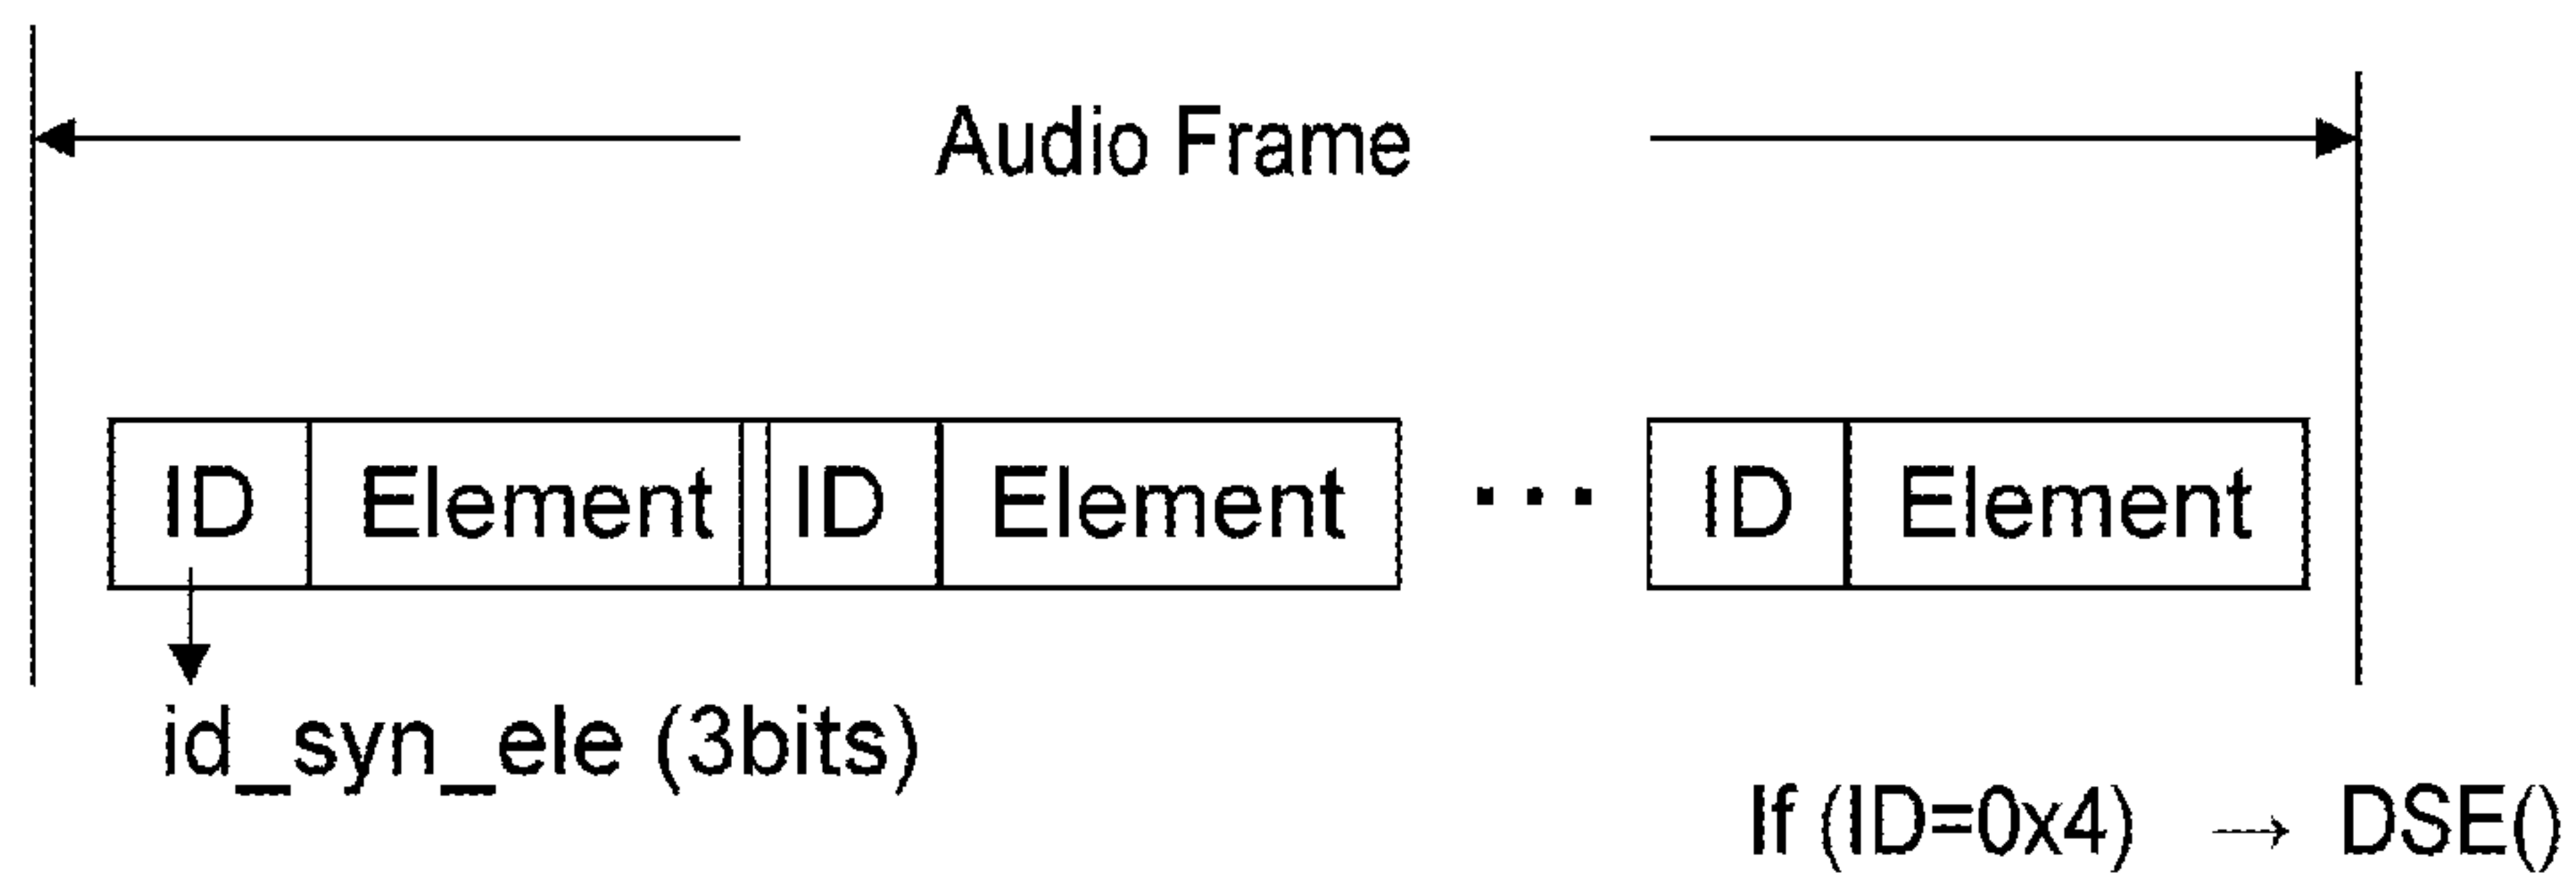 Audio Frame
ID Element ID Element ... ID Element
id_syn_ele (3bits)
If (ID=0x4) → DSE()